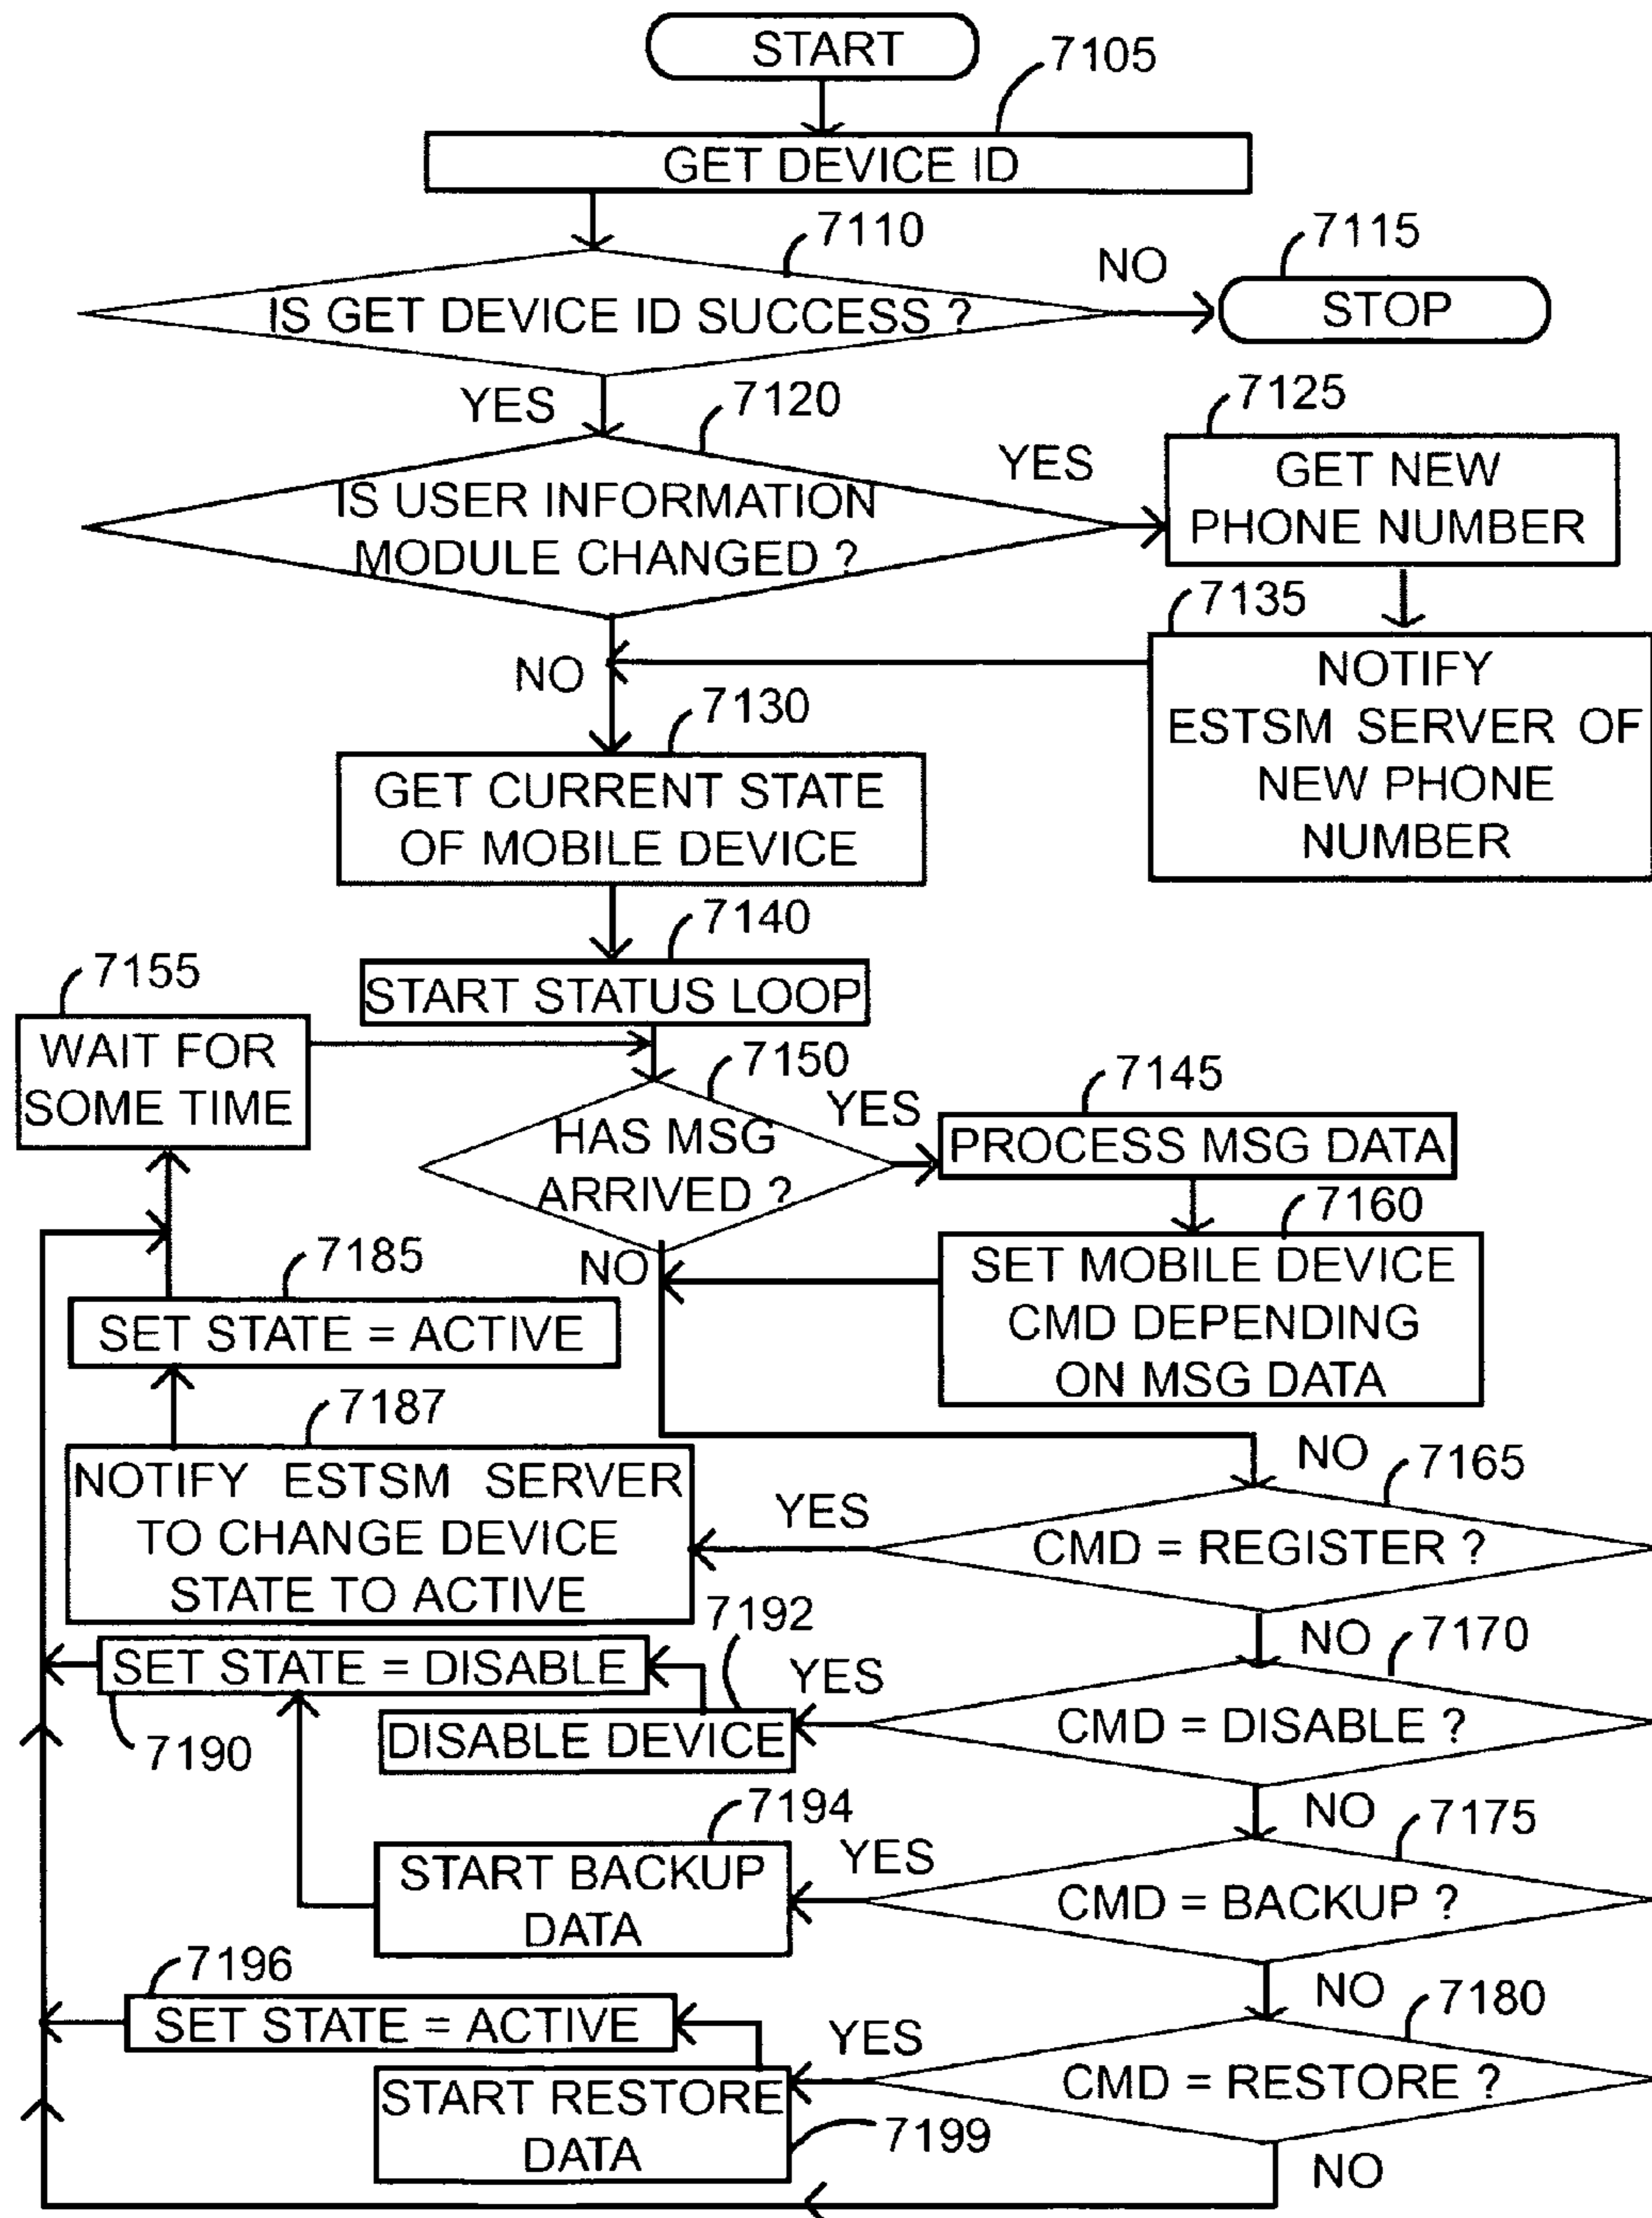 START
7105
GET DEVICE ID
7110
NO
7115
IS GET DEVICE ID SUCCESS ?
STOP
YES
7120
7125
IS USER INFORMATION
MODULE CHANGED ?
YES
GET NEW
PHONE NUMBER
7135
NO
NOTIFY
ESTSM SERVER OF
NEW PHONE
NUMBER
7130
GET CURRENT STATE
OF MOBILE DEVICE
7140
START STATUS LOOP
7155
WAIT FOR
SOME TIME
7150
HAS MSG
ARRIVED ?
YES
7145
PROCESS MSG DATA
7160
NO
SET MOBILE DEVICE
CMD DEPENDING
ON MSG DATA
7185
SET STATE = ACTIVE
7187
NOTIFY ESTSM SERVER
TO CHANGE DEVICE
STATE TO ACTIVE
NO
7165
YES
CMD = REGISTER ?
7192
NO
7170
SET STATE = DISABLE
YES
7190
DISABLE DEVICE
CMD = DISABLE ?
7194
NO
7175
START BACKUP
DATA
YES
CMD = BACKUP ?
7196
NO
7180
SET STATE = ACTIVE
YES
START RESTORE
DATA
7199
CMD = RESTORE ?
NO